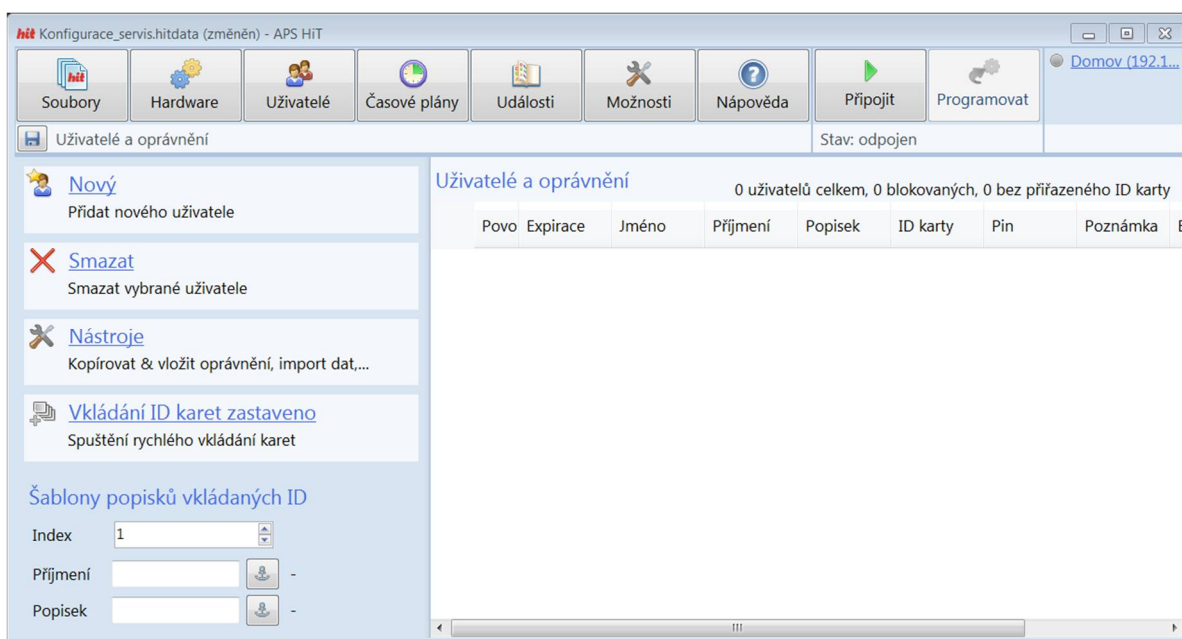 hit Konfigurace_servis.hitdata (změněn) - APS HiT
hit
Soubory
Hardware
Uživatelé
Časové plány
Události
Možnosti
Nápověda
Připojit
Programovat
Domov (192.1...
Uživatelé a oprávnění
Stav: odpojen
Nový
Přidat nového uživatele
Smazat
Smazat vybrané uživatele
Nástroje
Kopírovat & vložit oprávnění, import dat,...
Vkládání ID karet zastaveno
Spuštění rychlého vkládání karet
Šablony popisků vkládaných ID
Index 1
Příjmení -
Popisek -
Uživatelé a oprávnění
0 uživatelů celkem, 0 blokovaných, 0 bez přiřazeného ID karty
Povo Expirace Jméno Příjmení Popisek ID karty Pin Poznámka